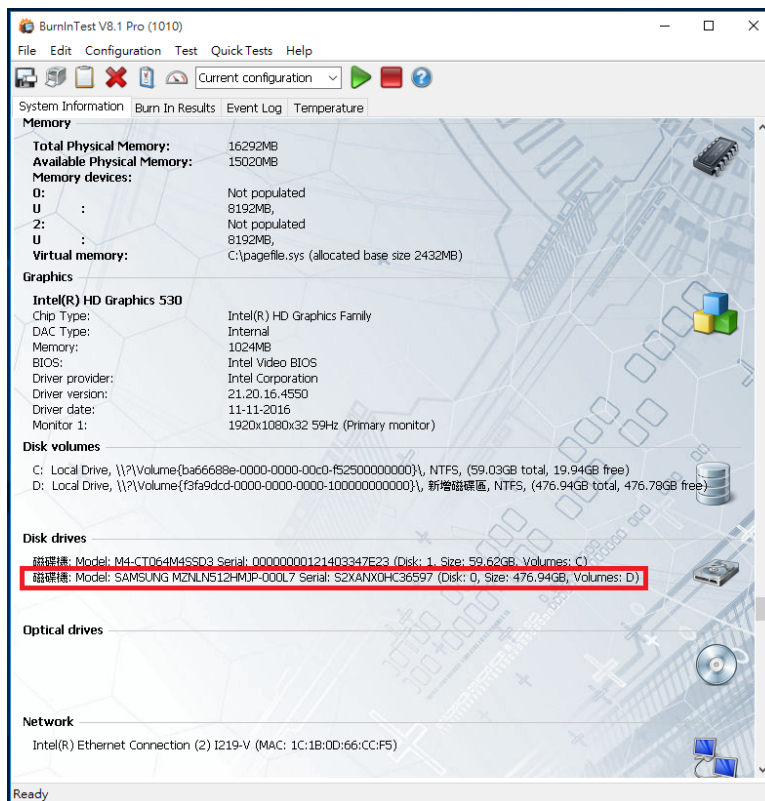 BurnInTest V8.1 Pro (1010)
File Edit Configuration Test Quick Tests Help
Current configuration
System Information Burn In Results Event Log Temperature
Memory
Total Physical Memory: 16292MB
Available Physical Memory: 15020MB
Memory devices:
0: Not populated
U : 8192MB,
2: Not populated
U : 8192MB,
Virtual memory: C:\pagefile.sys (allocated base size 2432MB)
Graphics
Intel(R) HD Graphics 530
Chip Type: Intel(R) HD Graphics Family
DAC Type: Internal
Memory: 1024MB
BIOS: Intel Video BIOS
Driver provider: Intel Corporation
Driver version: 21.20.16.4550
Driver date: 11-11-2016
Monitor 1: 1920x1080x32 59Hz (Primary monitor)
Disk volumes
C: Local Drive, \\?\Volume{ba66688e-0000-0000-00c0-f52500000000}\, NTFS, (59.03GB total, 19.94GB free)
D: Local Drive, \\?\Volume{f3fa9dcd-0000-0000-0000-100000000000}\, 新增磁碟區, NTFS, (476.94GB total, 476.78GB free)
Disk drives
磁碟機: Model: M4-CT064M4SSD3 Serial: 00000000121403347E23 (Disk: 1, Size: 59.62GB, Volumes: C)
磁碟機: Model: SAMSUNG MZNLN512HMJP-000L7 Serial: S2XANX0HC36597 (Disk: 0, Size: 476.94GB, Volumes: D)
Optical drives
Network
Intel(R) Ethernet Connection (2) I219-V (MAC: 1C:1B:0D:66:CC:F5)
Ready